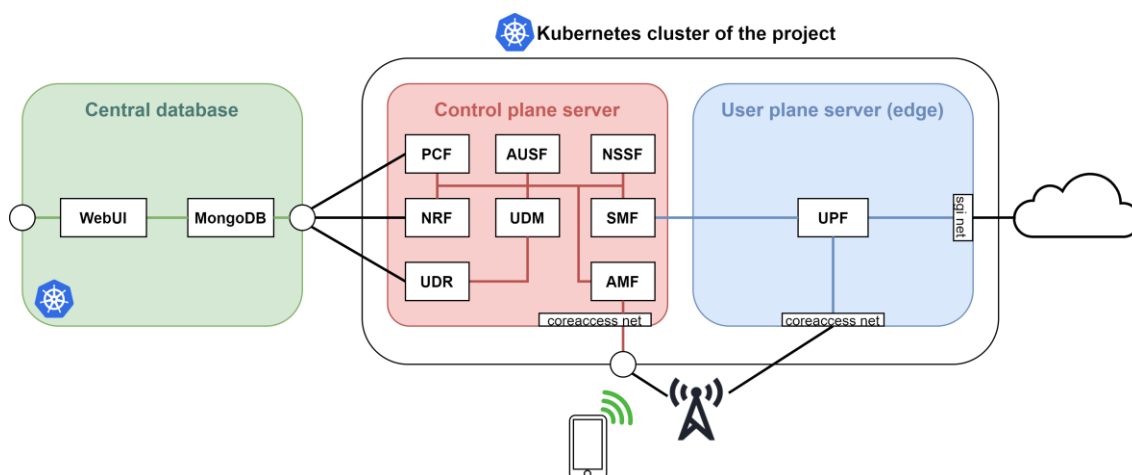 Kubernetes cluster of the project
Central database
Control plane server
User plane server (edge)
PCF
AUSF
NSSF
WebUI
MongoDB
NRF
UDM
SMF
UPF
sgi net
UDR
AMF
coreaccess net
coreaccess net